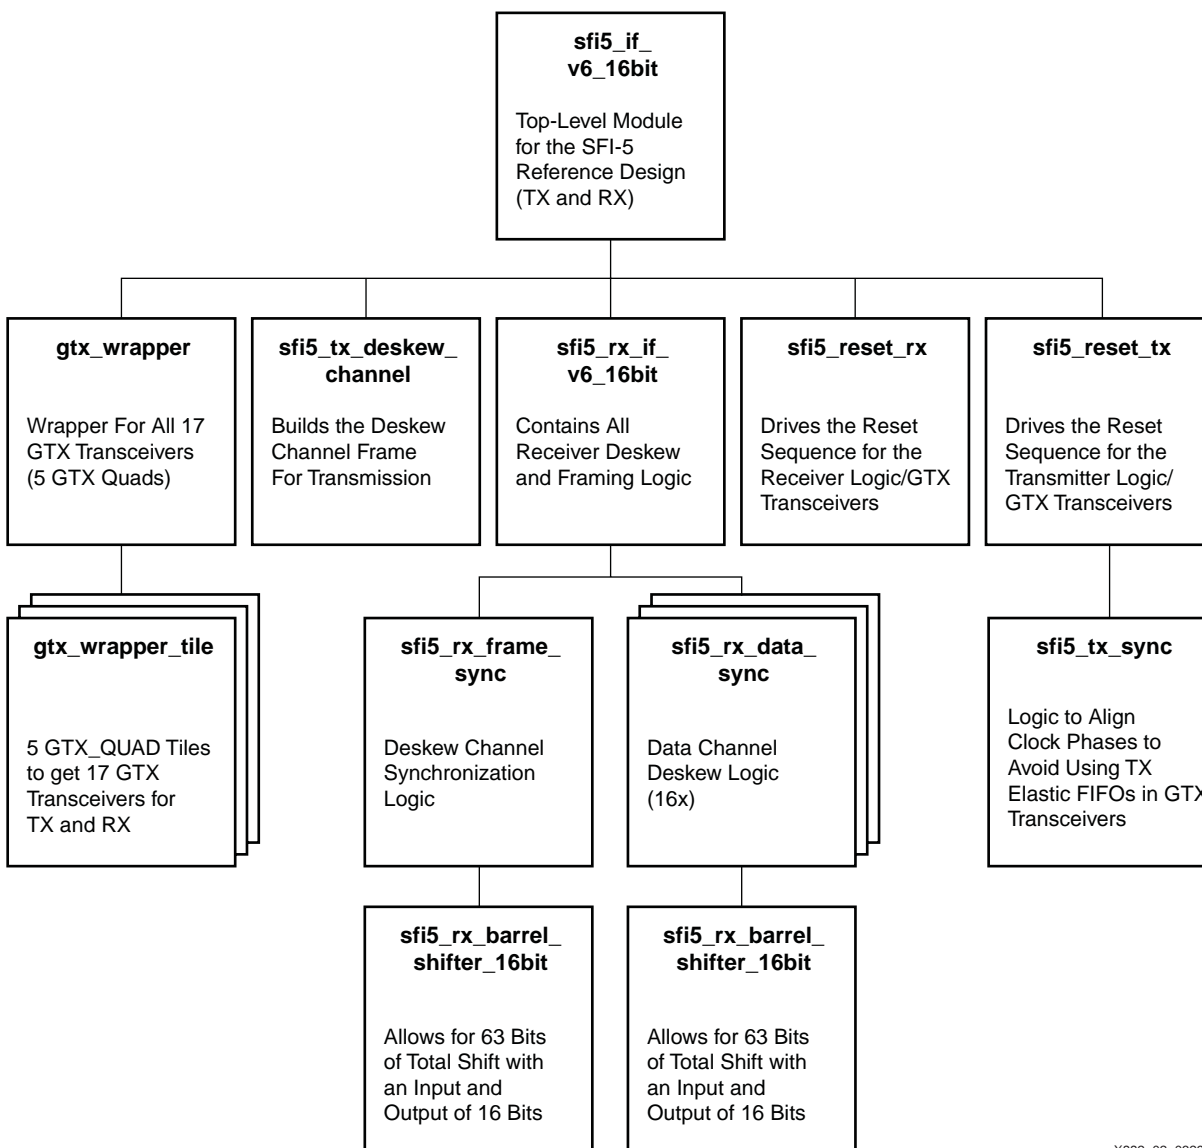 sfi5_if_
v6_16bit
Top-Level Module
for the SFI-5
Reference Design
(TX and RX)
gtx_wrapper
Wrapper For All 17
GTX Transceivers
(5 GTX Quads)
sfi5_tx_deskew_
channel
Builds the Deskew
Channel Frame
For Transmission
sfi5_rx_if_
v6_16bit
Contains All
Receiver Deskew
and Framing Logic
sfi5_reset_rx
Drives the Reset
Sequence for the
Receiver Logic/GTX
Transceivers
sfi5_reset_tx
Drives the Reset
Sequence for the
Transmitter Logic/
GTX Transceivers
gtx_wrapper_tile
5 GTX_QUAD Tiles
to get 17 GTX
Transceivers for
TX and RX
sfi5_rx_frame_
sync
Deskew Channel
Synchronization
Logic
sfi5_rx_data_
sync
Data Channel
Deskew Logic
(16x)
sfi5_tx_sync
Logic to Align
Clock Phases to
Avoid Using TX
Elastic FIFOs in GTX
Transceivers
sfi5_rx_barrel_
shifter_16bit
Allows for 63 Bits
of Total Shift with
an Input and
Output of 16 Bits
sfi5_rx_barrel_
shifter_16bit
Allows for 63 Bits
of Total Shift with
an Input and
Output of 16 Bits